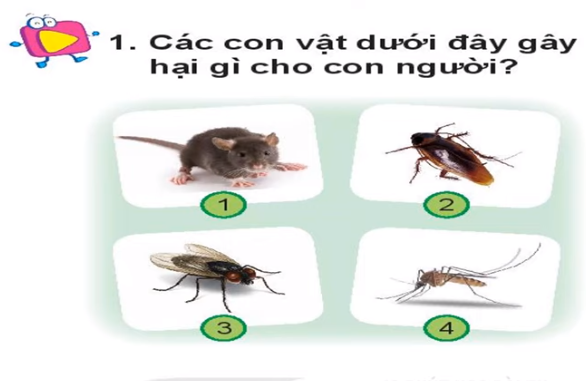 1. Các con vật dưới đây gây
hại gì cho con người?
1
2
3
4